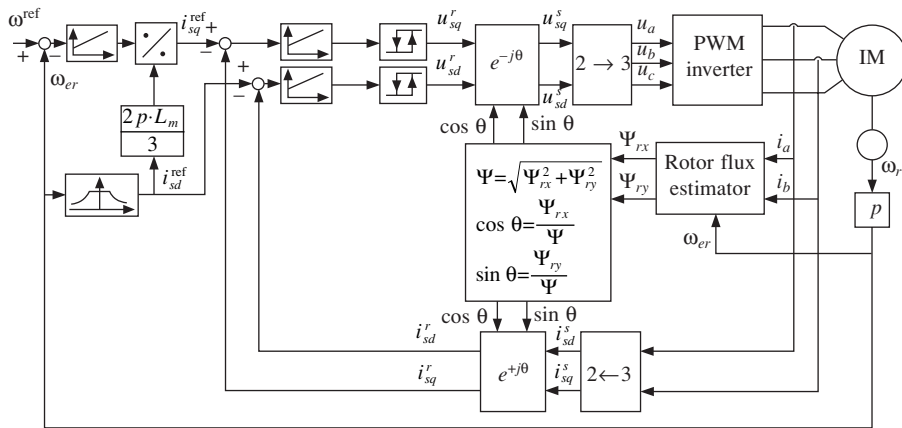 ω^ref
+
−
ω_er
i_sq^ref
+
−
+
−
2 p·L_m
3
i_sd^ref
u_sq^r
u_sd^r
e^−jθ
u_sq^s
u_sd^s
2 → 3
u_a
u_b
u_c
PWM
inverter
IM
cos θ
sin θ
Ψ=√Ψ_rx^2+Ψ_ry^2
cos θ=Ψ_rx/Ψ
sin θ=Ψ_ry/Ψ
Ψ_rx
Ψ_ry
Rotor flux
estimator
i_a
i_b
ω_er
ω_r
p
cos θ
sin θ
i_sd^r
i_sq^r
e^+jθ
i_sd^s
i_sq^s
2←3